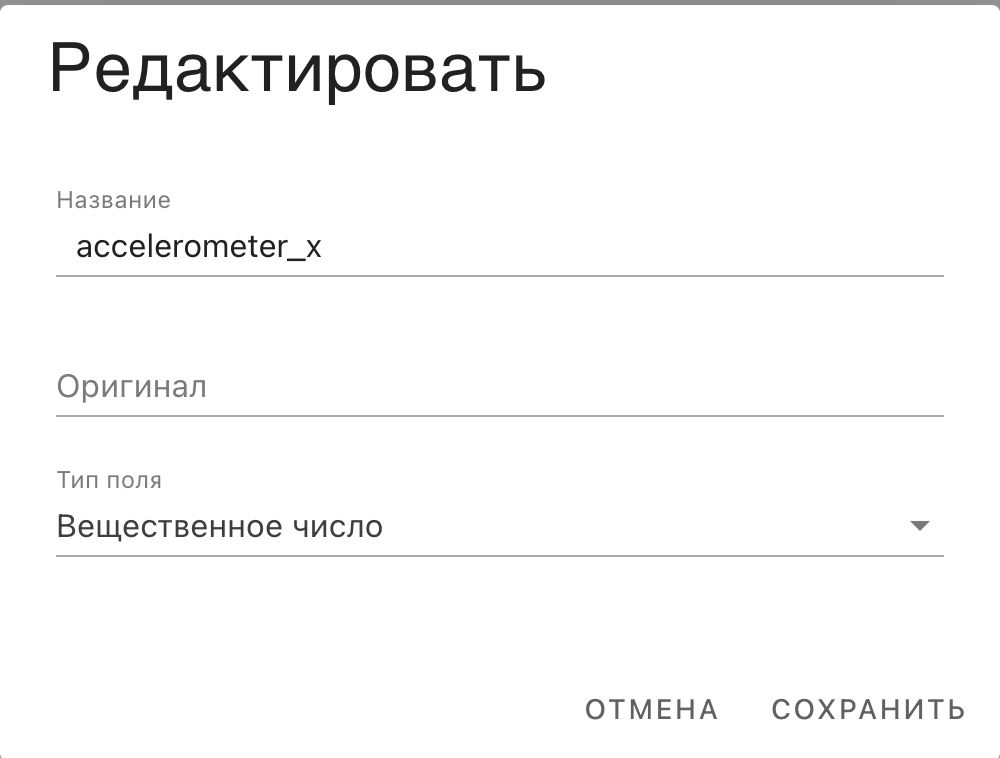 Редактировать
Название
accelerometer_x
Оригинал
Тип поля
Вещественное число
ОТМЕНА СОХРАНИТЬ